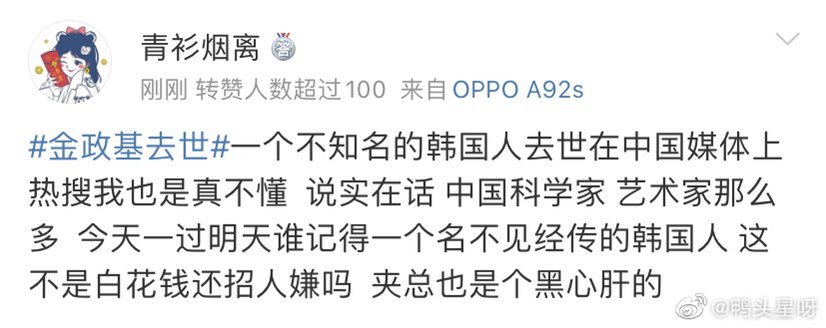 青衫烟离 答
刚刚 转赞人数超过100 来自 OPPO A92s
#金政基去世#一个不知名的韩国人去世在中国媒体上
热搜我也是真不懂 说实在话 中国科学家 艺术家那么
多 今天一过明天谁记得一个名不见经传的韩国人 这
不是白花钱还招人嫌吗 夹总也是个黑心肝的
@鸭头星呀